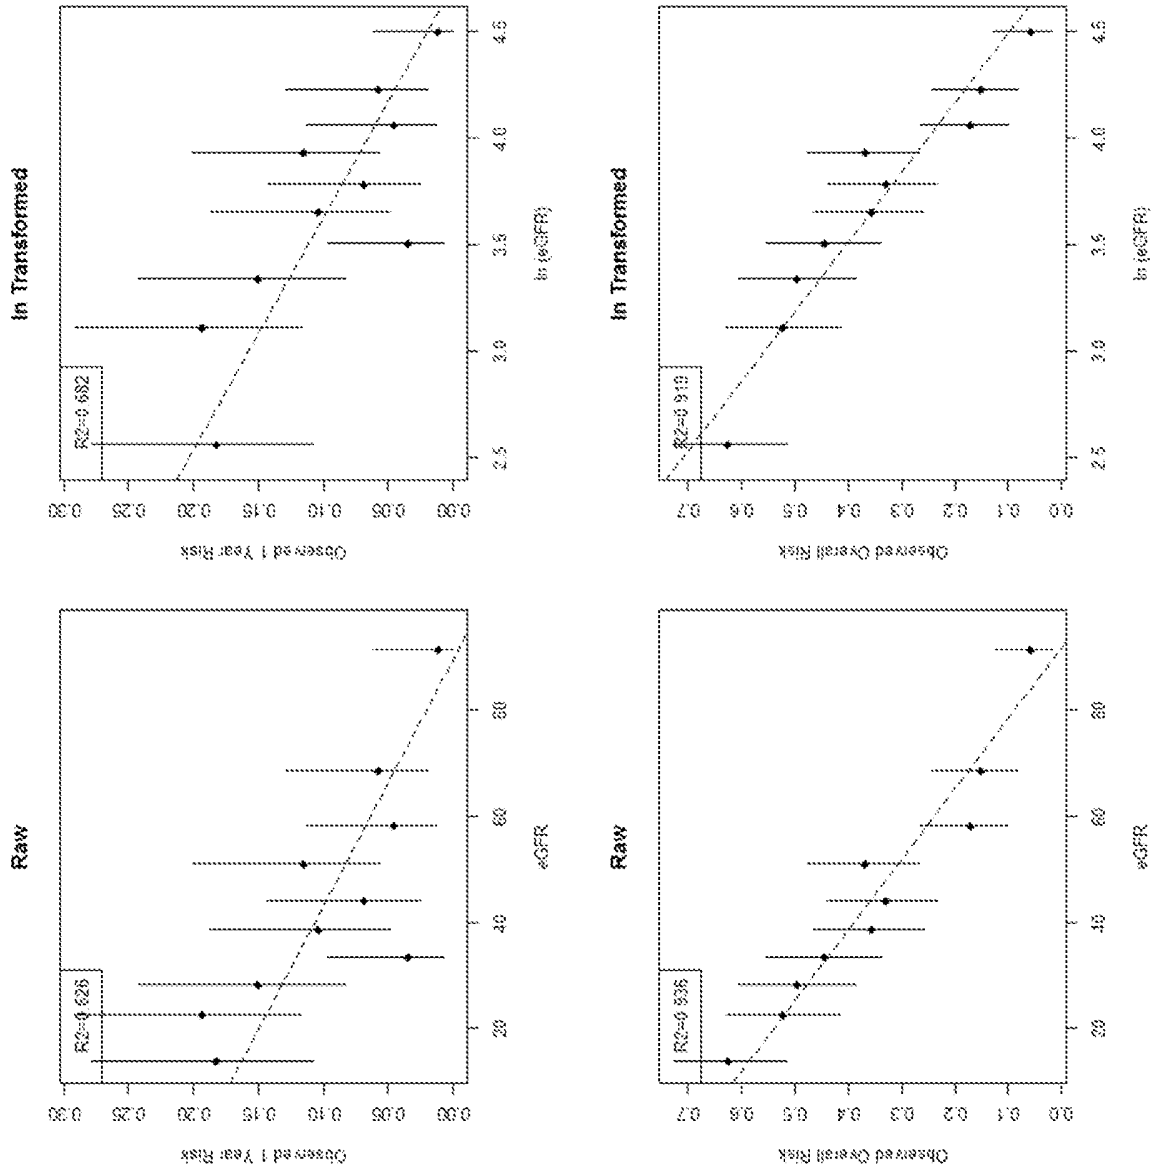 Raw
R2=0.626
Observed 1 Year Risk
0.30
0.25
0.20
0.15
0.10
0.05
0.00
20 40 60 80
eGFR
ln Transformed
R2=0.682
Observed 1 Year Risk
0.30
0.25
0.20
0.15
0.10
0.05
0.00
2.5 3.0 3.5 4.0 4.5
ln (eGFR)
Raw
R2=0.936
Observed Overall Risk
0.7
0.6
0.5
0.4
0.3
0.2
0.1
0.0
20 40 60 80
eGFR
ln Transformed
R2=0.919
Observed Overall Risk
0.7
0.6
0.5
0.4
0.3
0.2
0.1
0.0
2.5 3.0 3.5 4.0 4.5
ln (eGFR)